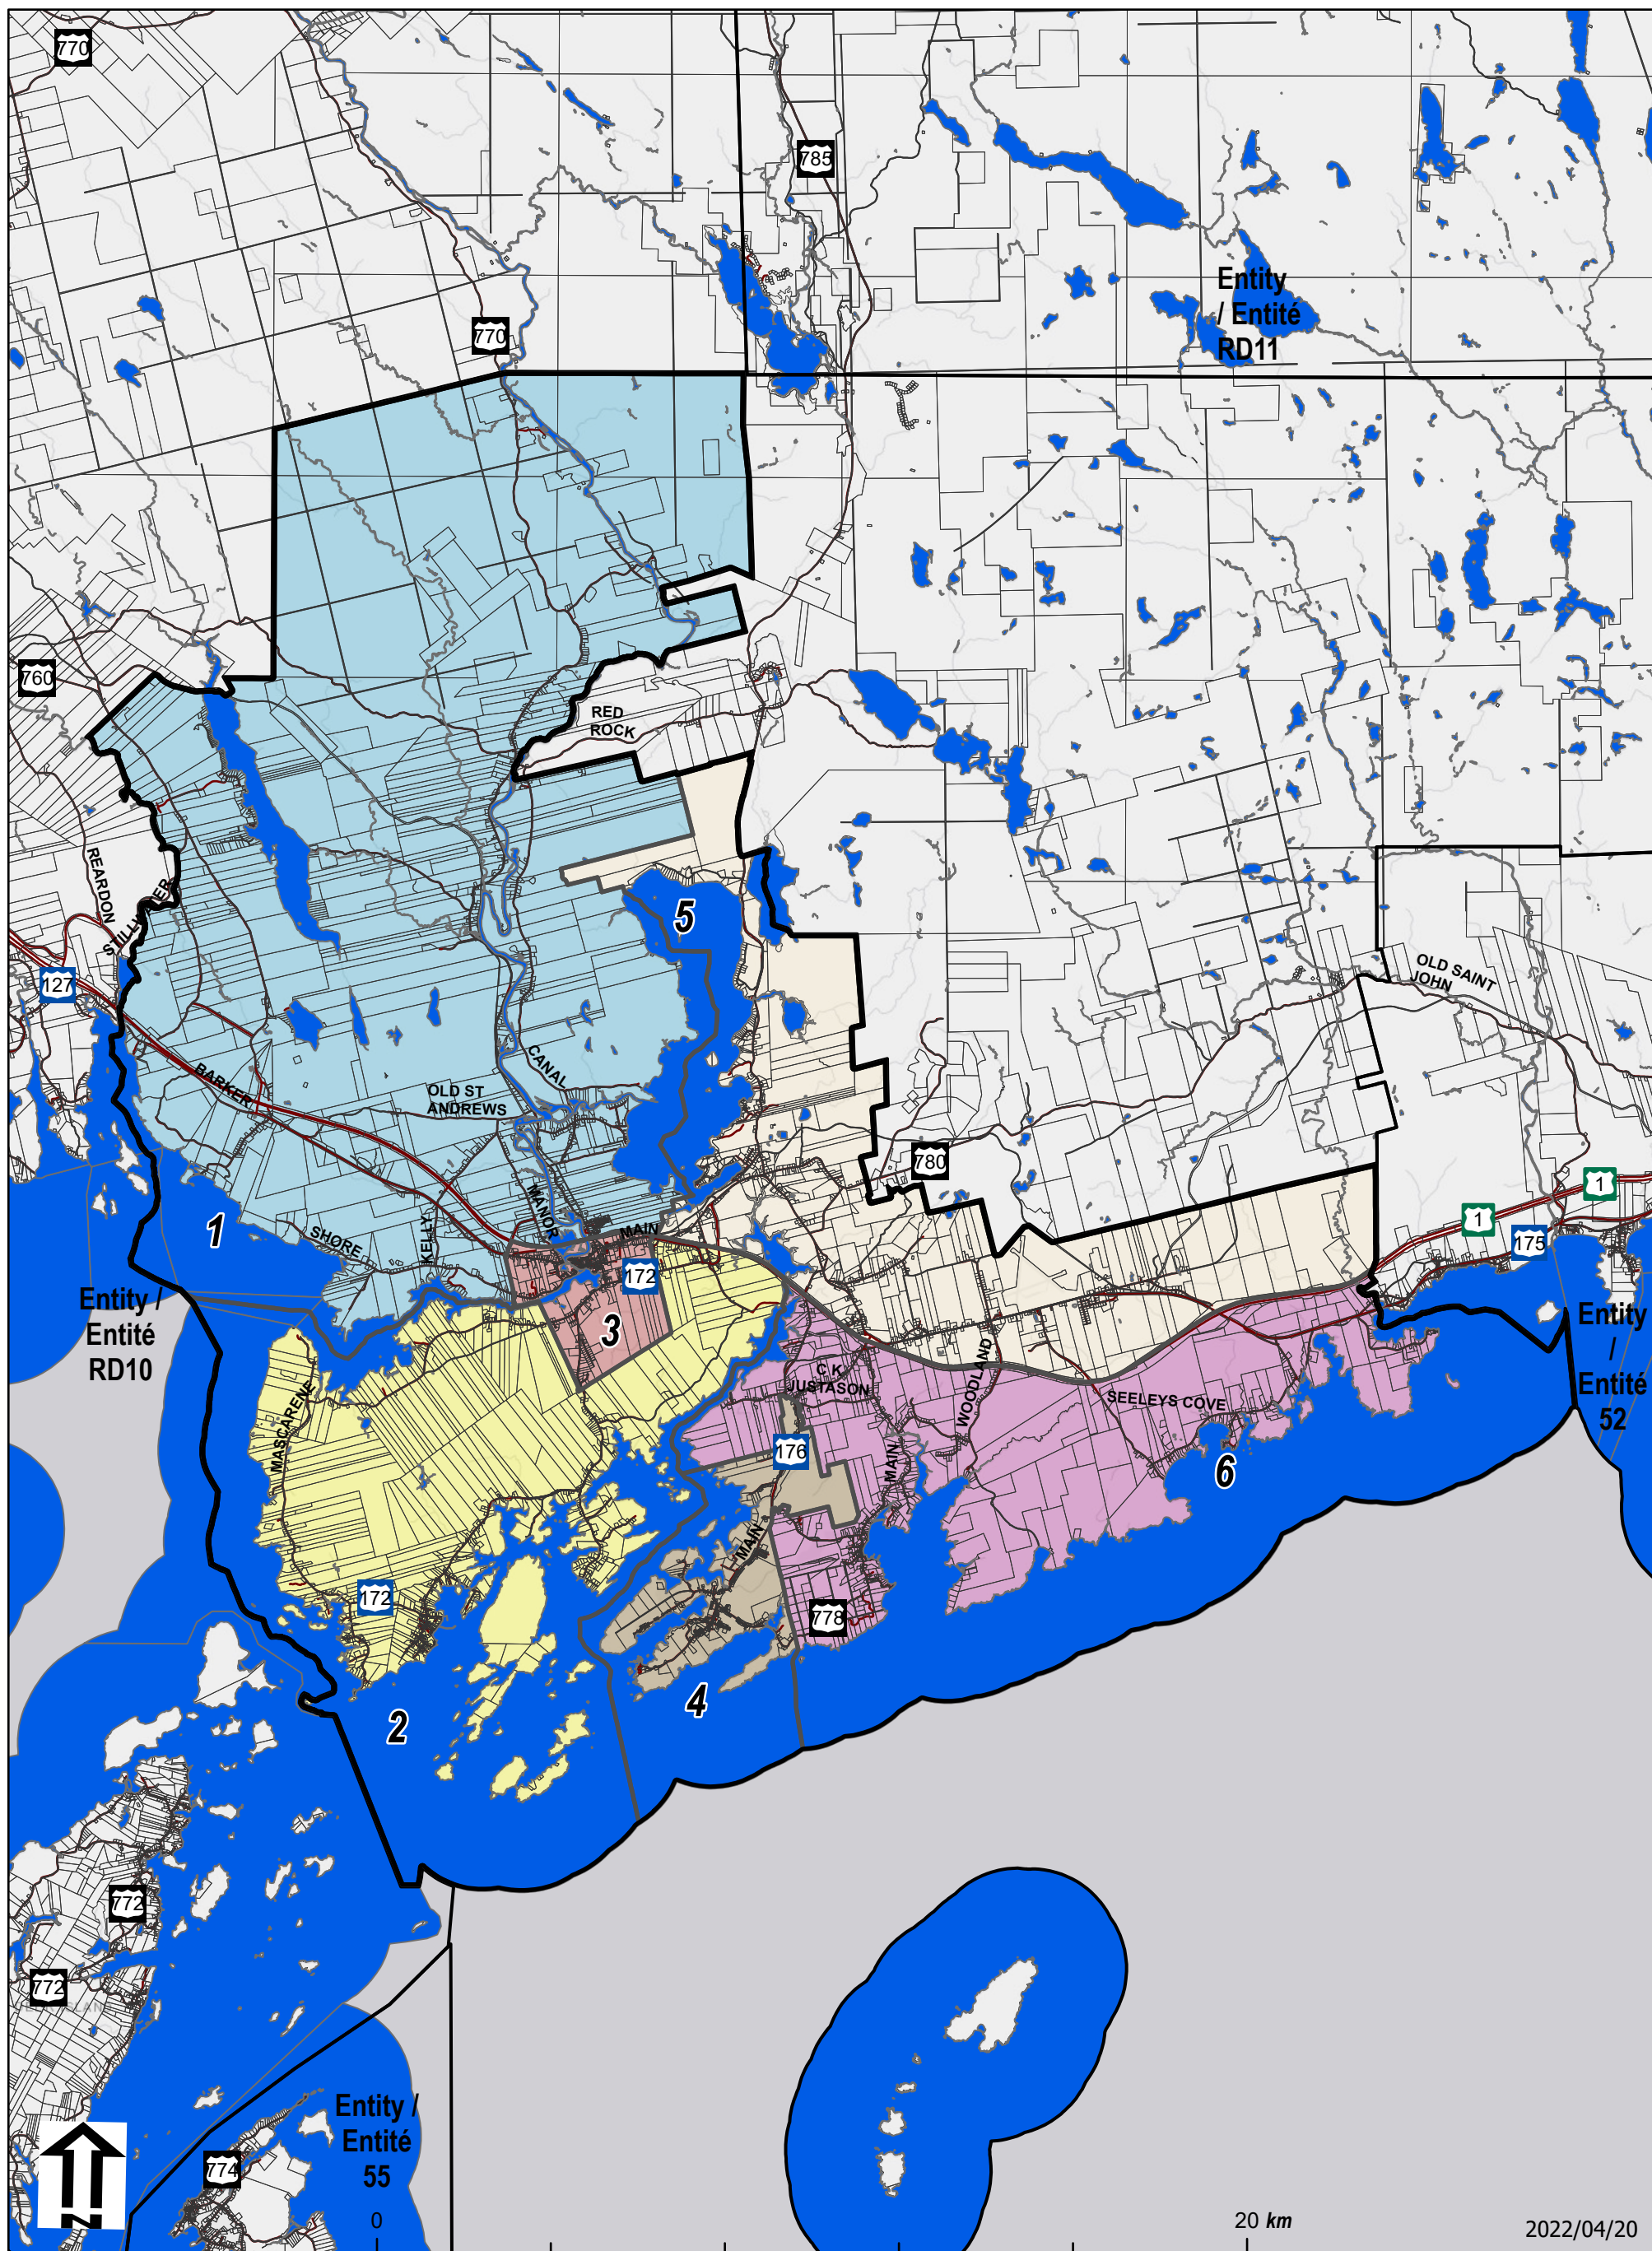 770
785
Entity
/ Entité
RD11
770
760
RED
ROCK
REARDON
STILLWATER
5
127
OLD SAINT
JOHN
CANAL
BARKER
OLD ST
ANDREWS
780
1
1
175
MANOR
1
SHORE
KELLY
MAIN
172
Entity /
Entité
RD10
3
Entity
/
Entité
52
C K
JUSTASON
WOODLAND
SEELEYS COVE
MASCARENE
176
MAIN
6
MAIN
172
778
4
2
772
772
Entity /
Entité
55
774
N
0
20 km
2022/04/20